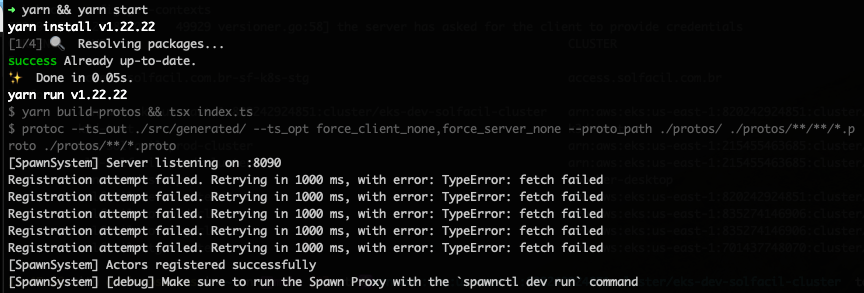 → yarn && yarn start
yarn install v1.22.22
[1/4] 🔍 Resolving packages...
success Already up-to-date.
✨ Done in 0.05s.
yarn run v1.22.22
$ yarn build-protos && tsx index.ts
$ protoc --ts_out ./src/generated/ --ts_opt force_client_none,force_server_none --proto_path ./protos/ ./protos/**/**/*.p
roto ./protos/**/*.proto
[SpawnSystem] Server listening on :8090
Registration attempt failed. Retrying in 1000 ms, with error: TypeError: fetch failed
Registration attempt failed. Retrying in 1000 ms, with error: TypeError: fetch failed
Registration attempt failed. Retrying in 1000 ms, with error: TypeError: fetch failed
Registration attempt failed. Retrying in 1000 ms, with error: TypeError: fetch failed
Registration attempt failed. Retrying in 1000 ms, with error: TypeError: fetch failed
[SpawnSystem] Actors registered successfully
[SpawnSystem] [debug] Make sure to run the Spawn Proxy with the `spawnctl dev run` command